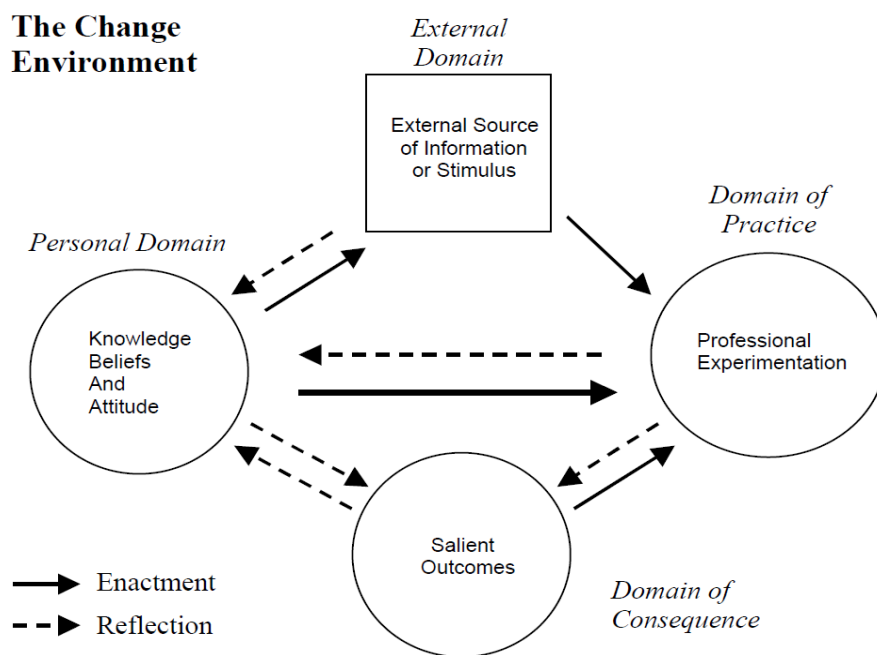 The Change
Environment
External
Domain
External Source
of Information
or Stimulus
Domain of
Practice
Personal Domain
Knowledge
Beliefs
And
Attitude
Professional
Experimentation
Salient
Outcomes
Domain of
Consequence
Enactment
Reflection